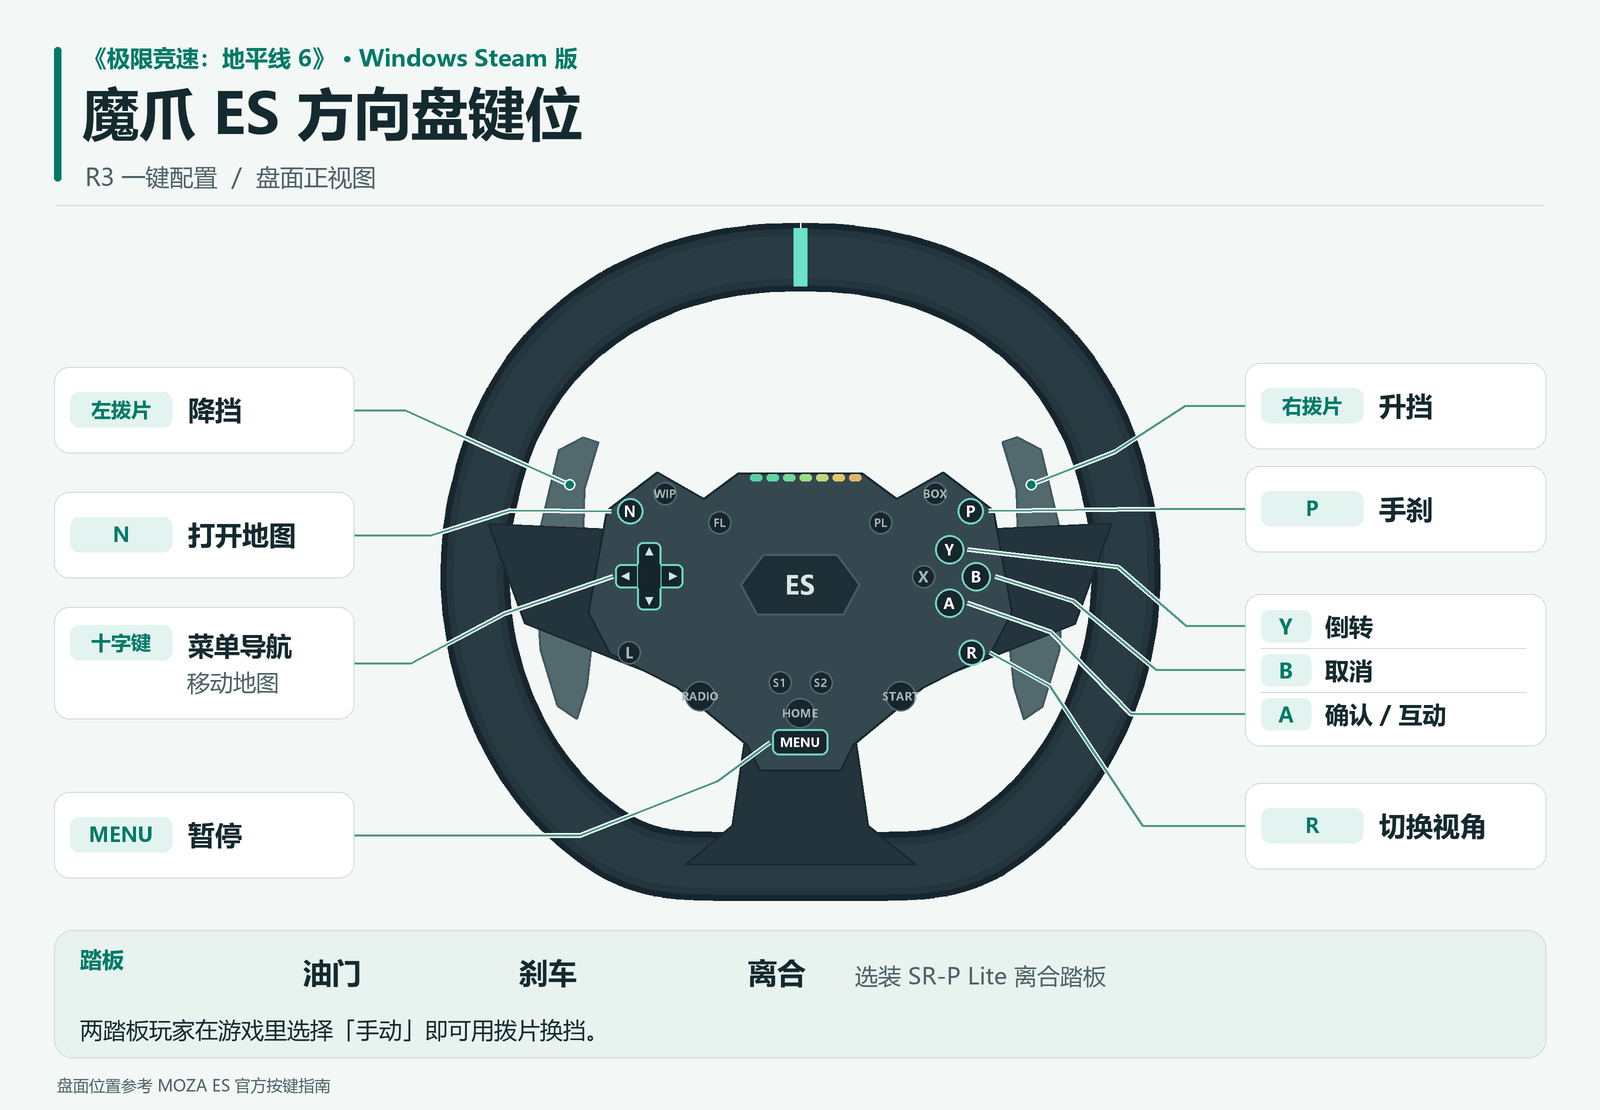 《极限竞速：地平线 6》 • Windows Steam 版
魔爪 ES 方向盘键位
R3 一键配置 / 盘面正视图
左拨片 降挡
N 打开地图
十字键 菜单导航
移动地图
MENU 暂停
右拨片 升挡
P 手刹
Y 倒转
B 取消
A 确认 / 互动
R 切换视角
WIP
BOX
N
P
FL
PL
Y
X
B
A
ES
L
R
S1
S2
RADIO
START
HOME
MENU
踏板
油门 刹车 离合 选装 SR-P Lite 离合踏板
两踏板玩家在游戏里选择「手动」即可用拨片换挡。
盘面位置参考 MOZA ES 官方按键指南